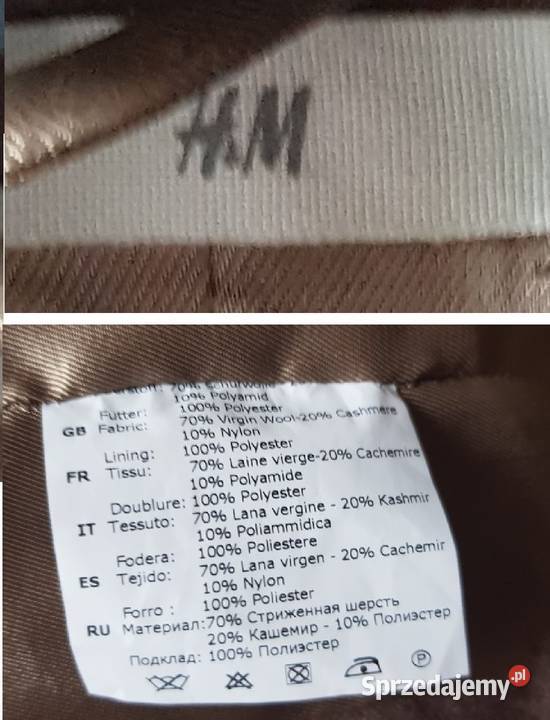 H&M
70% Schurwolle
10% Polyamid
Futter: 100% Polyester
GB Fabric: 70% Virgin Wool-20% Cashmere
10% Nylon
Lining: 100% Polyester
FR Tissu: 70% Laine vierge-20% Cachemire
10% Polyamide
Doublure: 100% Polyester
IT Tessuto: 70% Lana vergine - 20% Kashmir
10% Poliammidica
Fodera: 100% Poliestere
ES Tejido: 70% Lana virgen - 20% Cachemir
10% Nylon
Forro : 100% Poliester
RU Материал:70% Стриженная шерсть
20% Кашемир - 10% Полиэстер
Подклад: 100% Полиэстер
P
Sprzedajemy.pl